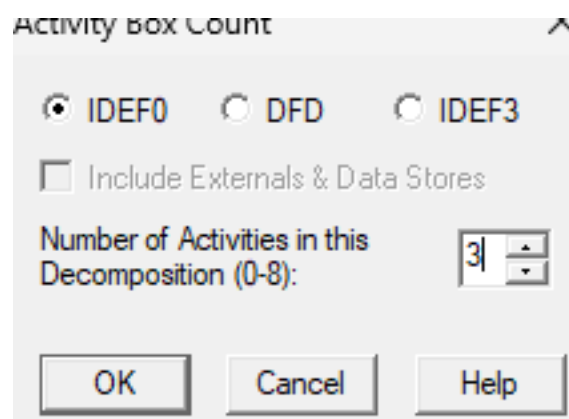 Activity Box Count
IDEF0 DFD IDEF3
Include Externals & Data Stores
Number of Activities in this
Decomposition (0-8):
3
OK Cancel Help